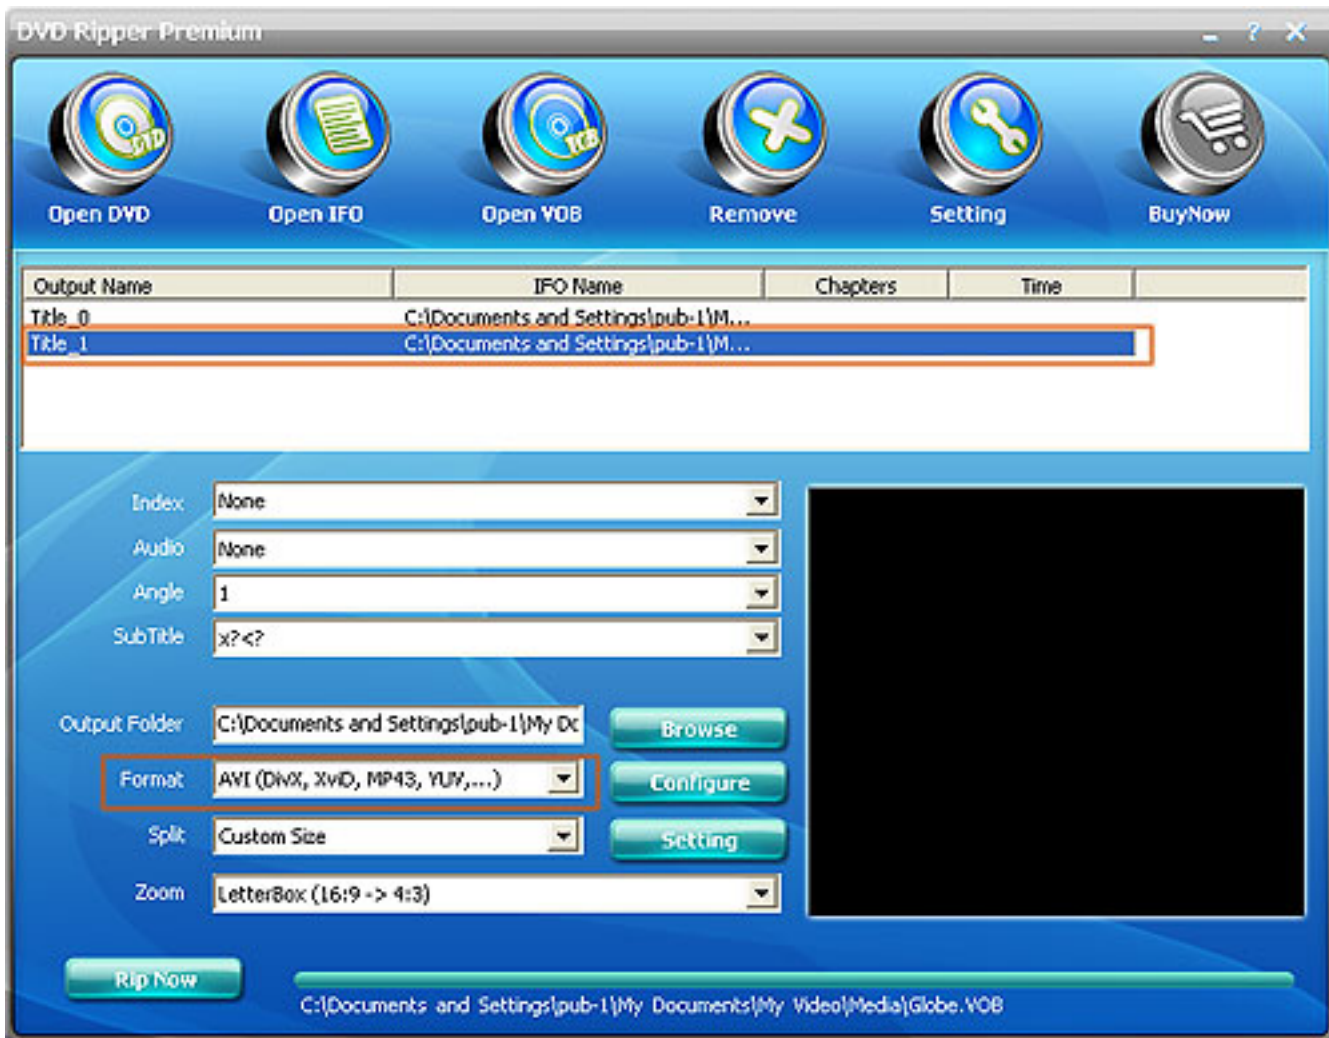 DVD Ripper Premium
Open DVD Open IFO Open VOB Remove Setting BuyNow
Output Name IFO Name Chapters Time
Title_0 C:\Documents and Settings\pub-1\M...
Title_1 C:\Documents and Settings\pub-1\M...
Index None
Audio None
Angle 1
SubTitle x?<?
Output Folder C:\Documents and Settings\pub-1\My Dc Browse
Format AVI (DivX, XviD, MP43, YUV,...) Configure
Split Custom Size Setting
Zoom LetterBox (16:9 -> 4:3)
Rip Now
C:\Documents and Settings\pub-1\My Documents\My Video\Media\Globe.VOB